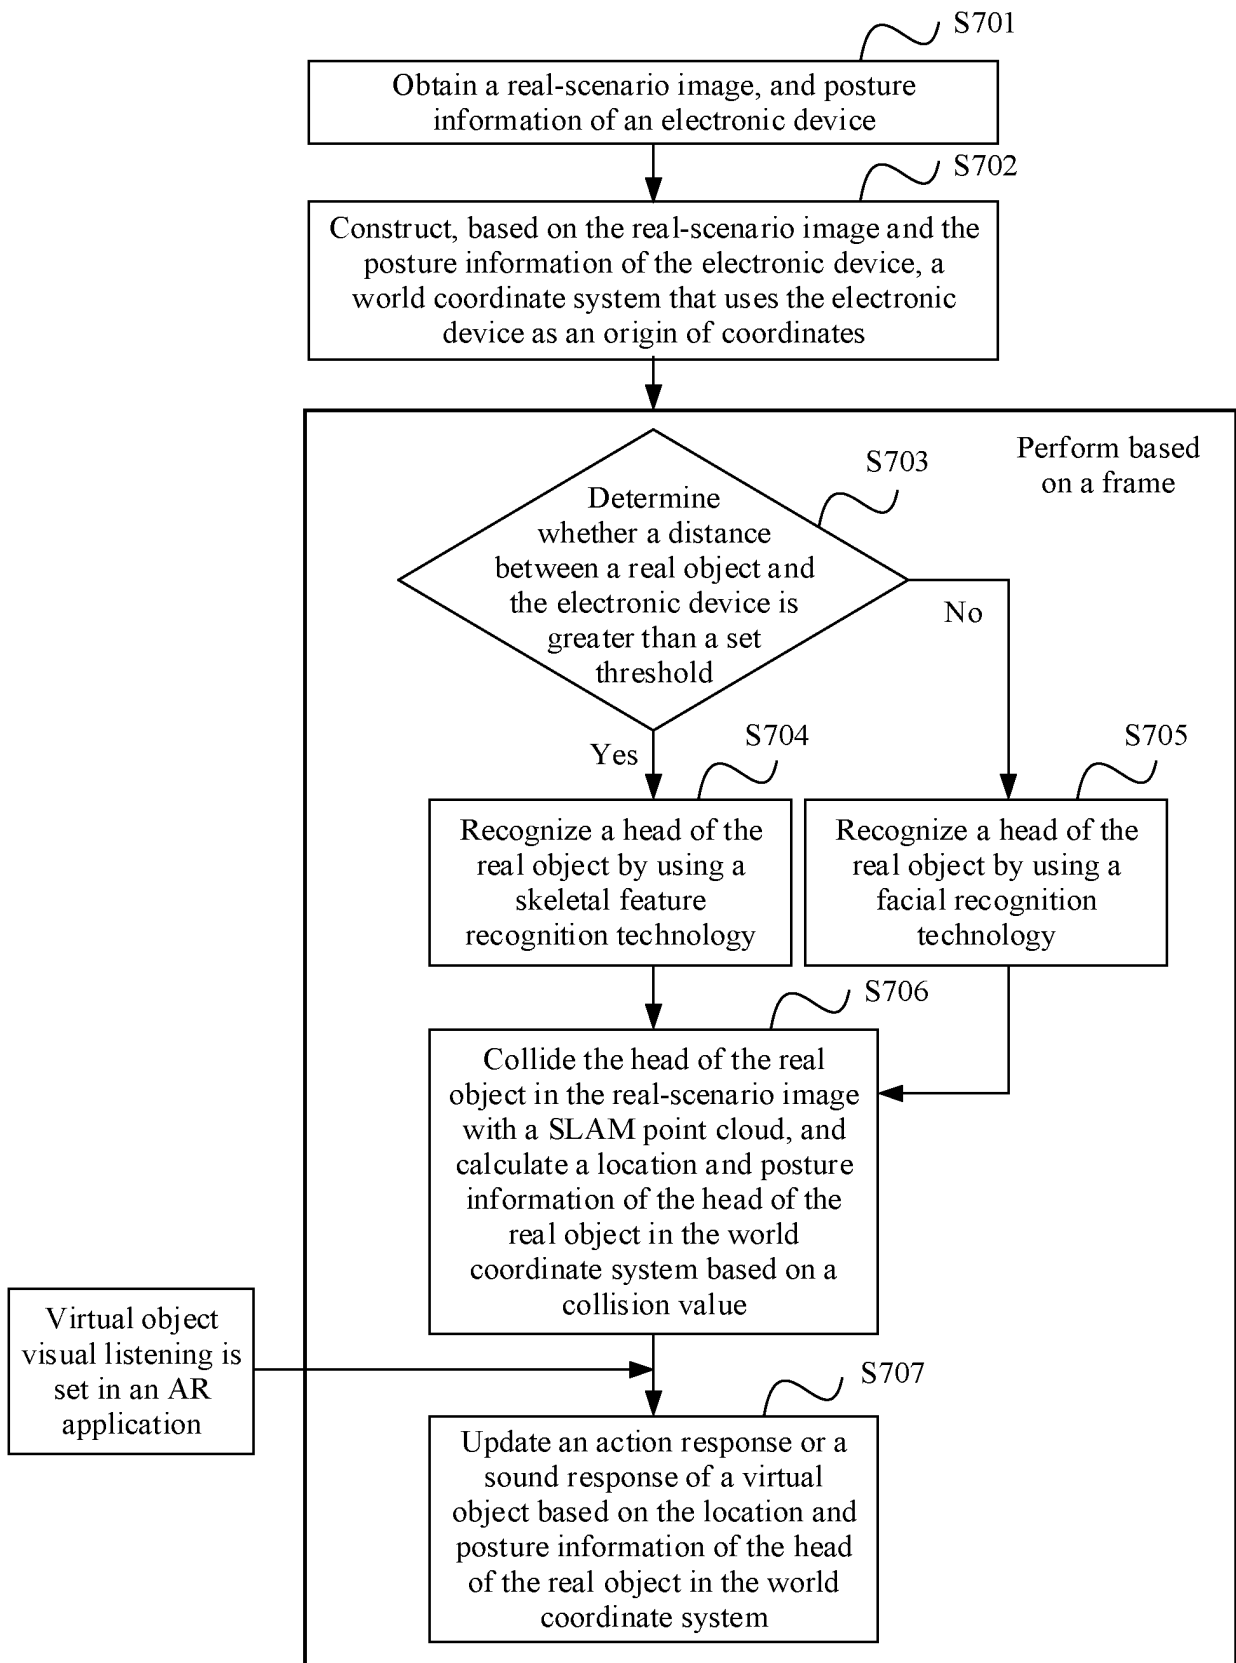 S701
Obtain a real-scenario image, and posture
information of an electronic device
S702
Construct, based on the real-scenario image and the
posture information of the electronic device, a
world coordinate system that uses the electronic
device as an origin of coordinates
Perform based
on a frame
S703
Determine
whether a distance
between a real object and
the electronic device is
greater than a set
threshold
No
Yes
S704
S705
Recognize a head of the
real object by using a
skeletal feature
recognition technology
Recognize a head of the
real object by using a
facial recognition
technology
S706
Collide the head of the real
object in the real-scenario image
with a SLAM point cloud, and
calculate a location and posture
information of the head of the
real object in the world
coordinate system based on a
collision value
Virtual object
visual listening is
set in an AR
application
S707
Update an action response or a
sound response of a virtual
object based on the location and
posture information of the head
of the real object in the world
coordinate system